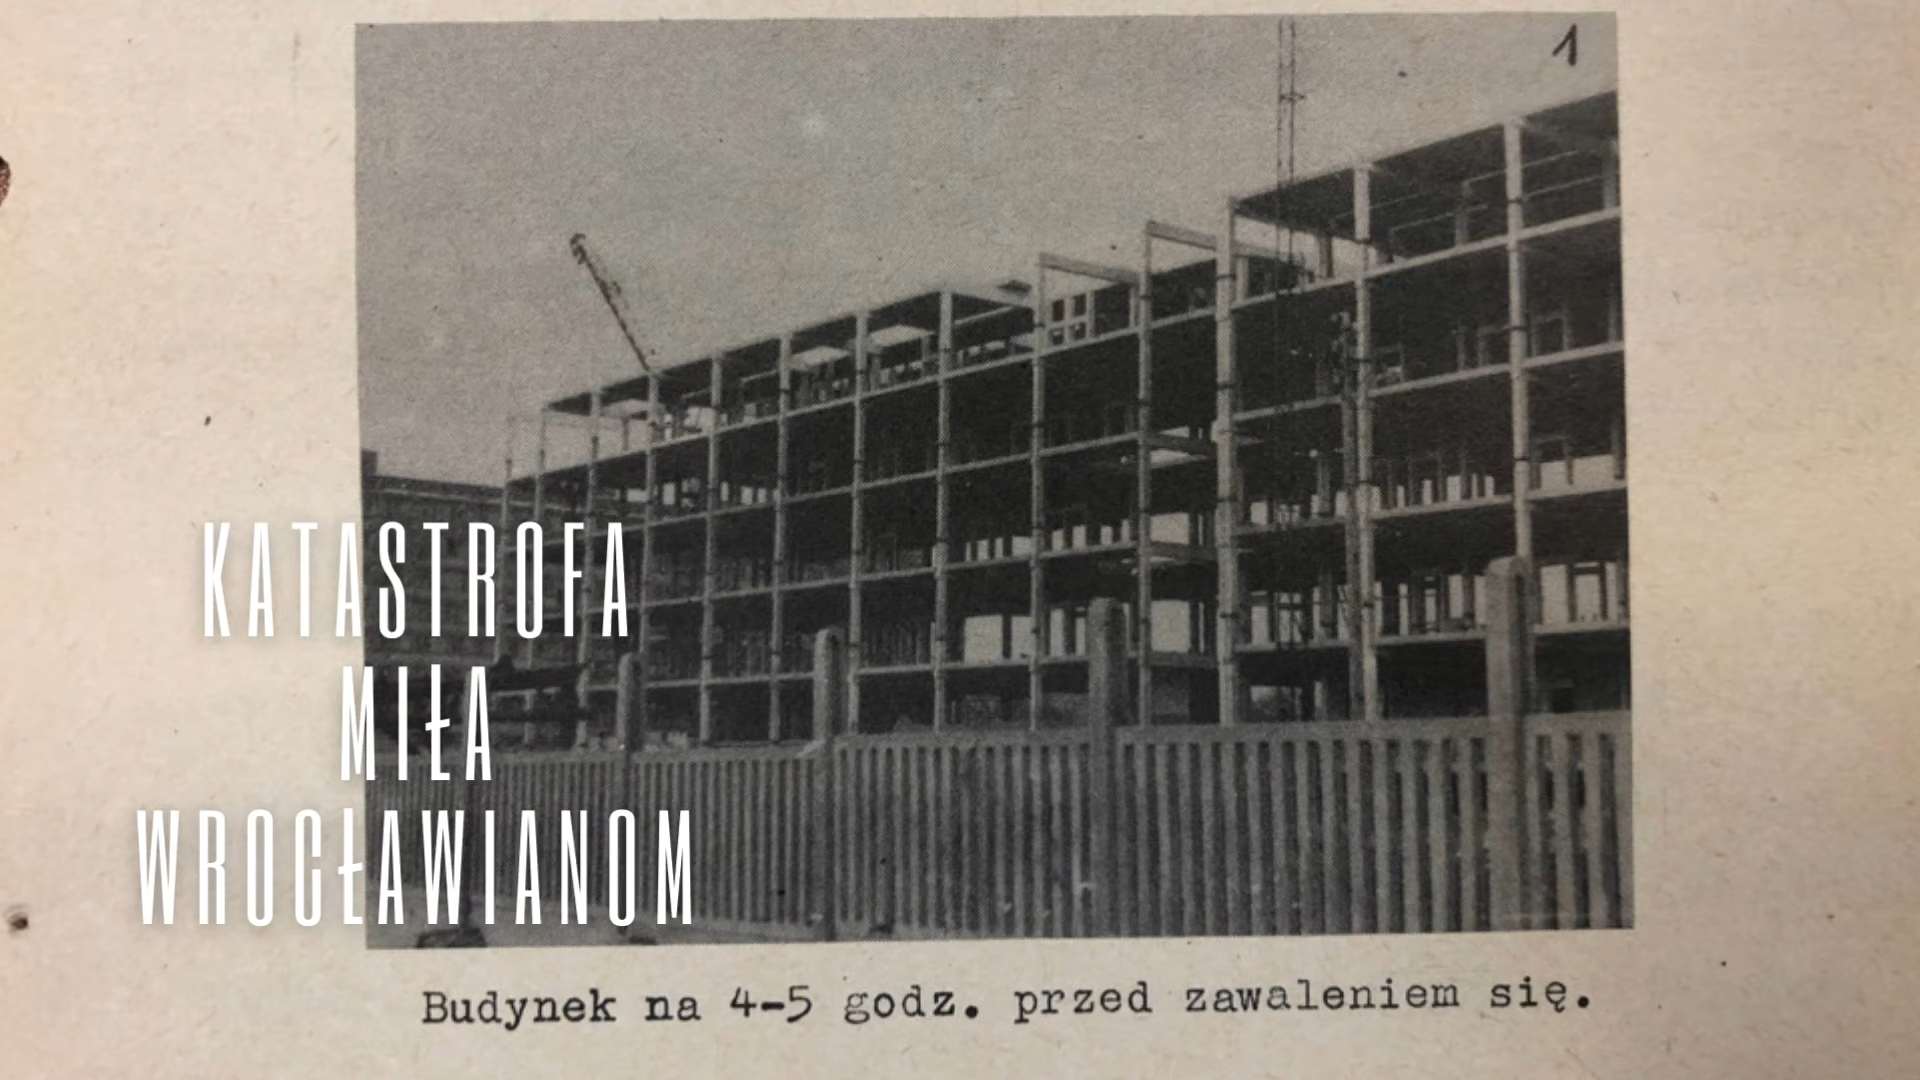 1
KATASTROFA
MIŁA
WROCŁAWIANOM
Budynek na 4-5 godz. przed zawaleniem się.